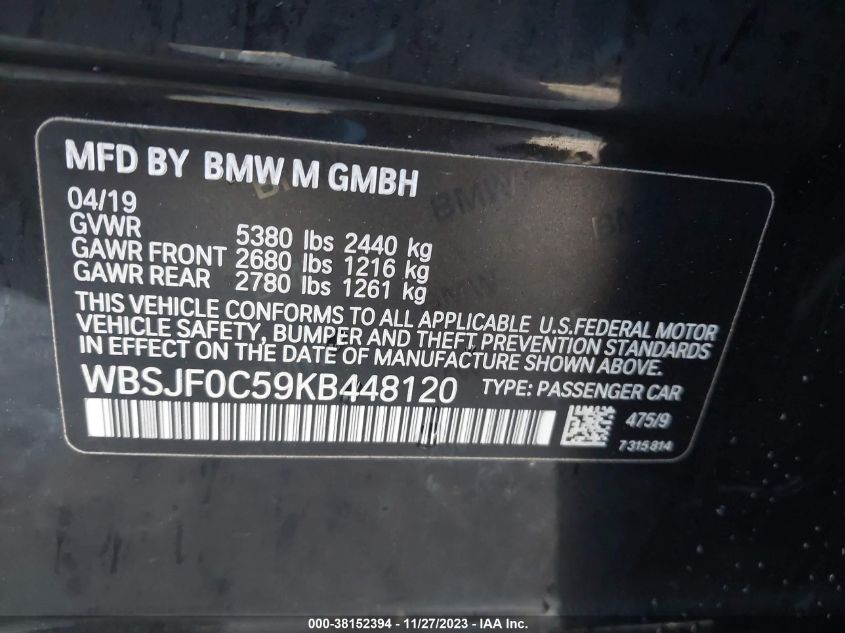 MFD BY BMW M GMBH
04/19
GVWR 5380 lbs 2440 kg
GAWR FRONT 2680 lbs 1216 kg
GAWR REAR 2780 lbs 1261 kg
THIS VEHICLE CONFORMS TO ALL APPLICABLE U.S.FEDERAL MOTOR
VEHICLE SAFETY, BUMPER AND THEFT PREVENTION STANDARDS
IN EFFECT ON THE DATE OF MANUFACTURE SHOWN ABOVE.
WBSJF0C59KB448120 TYPE: PASSENGER CAR
475/9
7 315 814
000-38152394 - 11/27/2023 - IAA Inc.